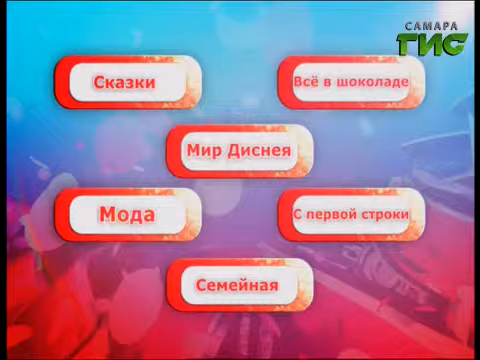 САМАРА
ГИС
Сказки
Всё в шоколаде
Мир Диснея
Мода
С первой строки
Семейная